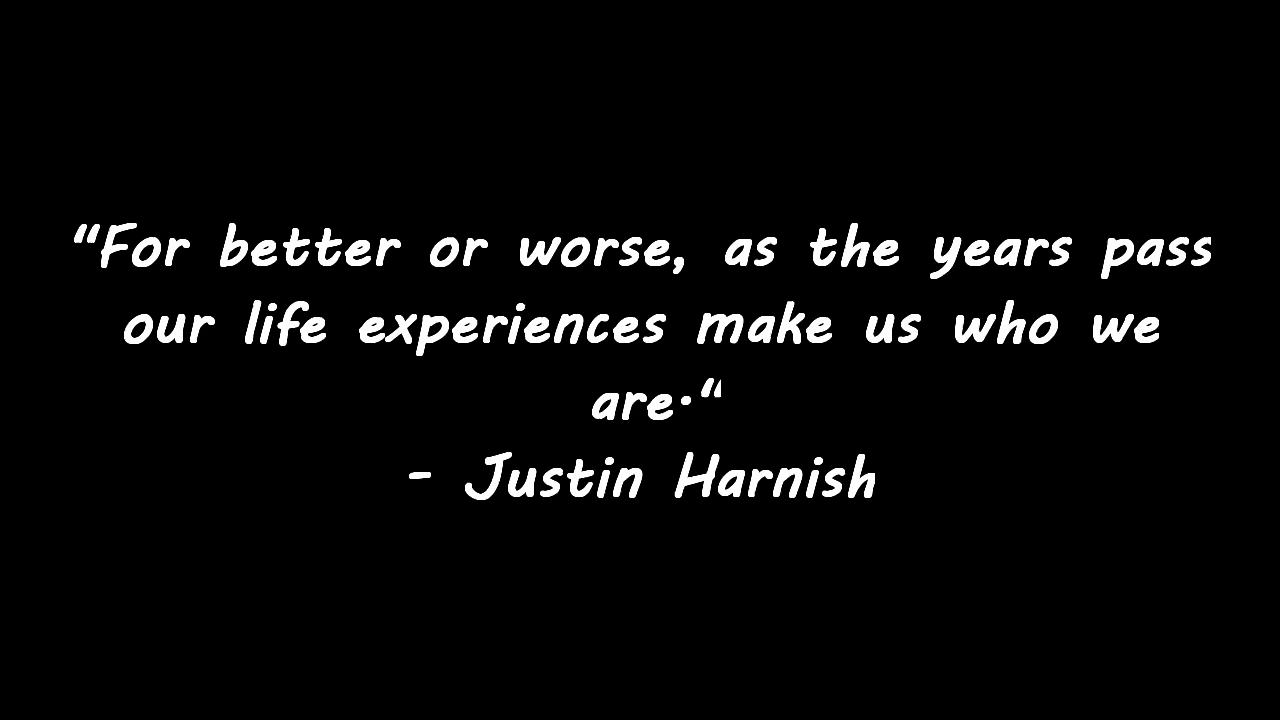 “For better or worse, as the years pass
our life experiences make us who we
are.“
- Justin Harnish